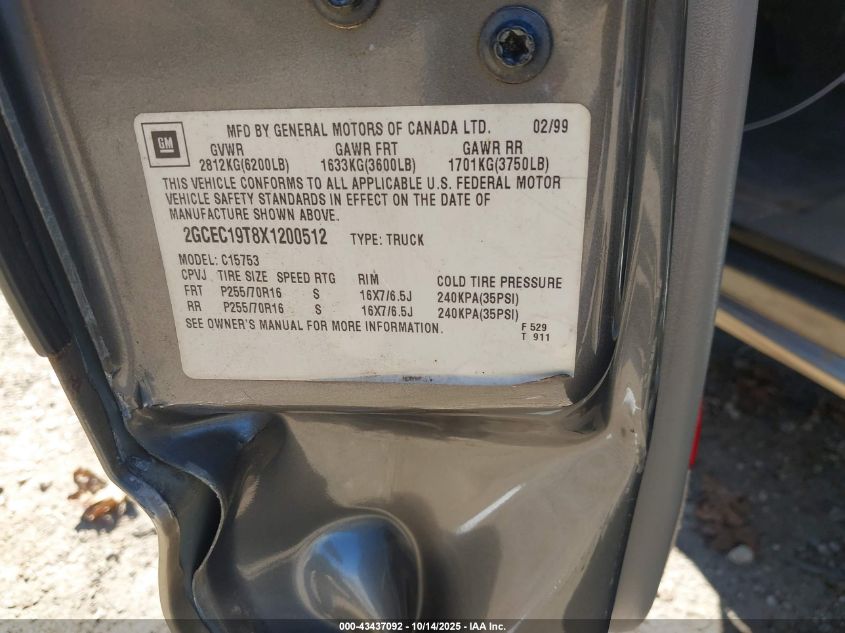 GM
MFD BY GENERAL MOTORS OF CANADA LTD. 02/99
GVWR GAWR FRT GAWR RR
2812KG(6200LB) 1633KG(3600LB) 1701KG(3750LB)
THIS VEHICLE CONFORMS TO ALL APPLICABLE U.S. FEDERAL MOTOR
VEHICLE SAFETY STANDARDS IN EFFECT ON THE DATE OF
MANUFACTURE SHOWN ABOVE.
2GCEC19T8X1200512 TYPE: TRUCK
MODEL: C15753
CPVJ TIRE SIZE SPEED RTG RIM COLD TIRE PRESSURE
FRT P255/70R16 S 16X7/6.5J 240KPA(35PSI)
RR P255/70R16 S 16X7/6.5J 240KPA(35PSI)
SEE OWNER'S MANUAL FOR MORE INFORMATION.
F 529
T 911
000-43437092 - 10/14/2025 - IAA Inc.